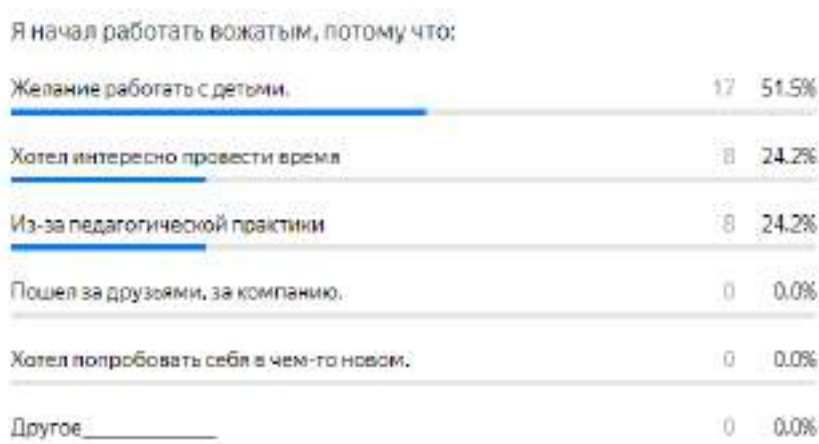 Я начал работать вожатым, потому что:
Желание работать с детьми. 17 51.5%
Хотел интересно провести время 8 24.2%
Из-за педагогической практики 8 24.2%
Пошел за друзьями, за компанию. 0 0.0%
Хотел попробовать себя в чем-то новом. 0 0.0%
Другое____________ 0 0.0%